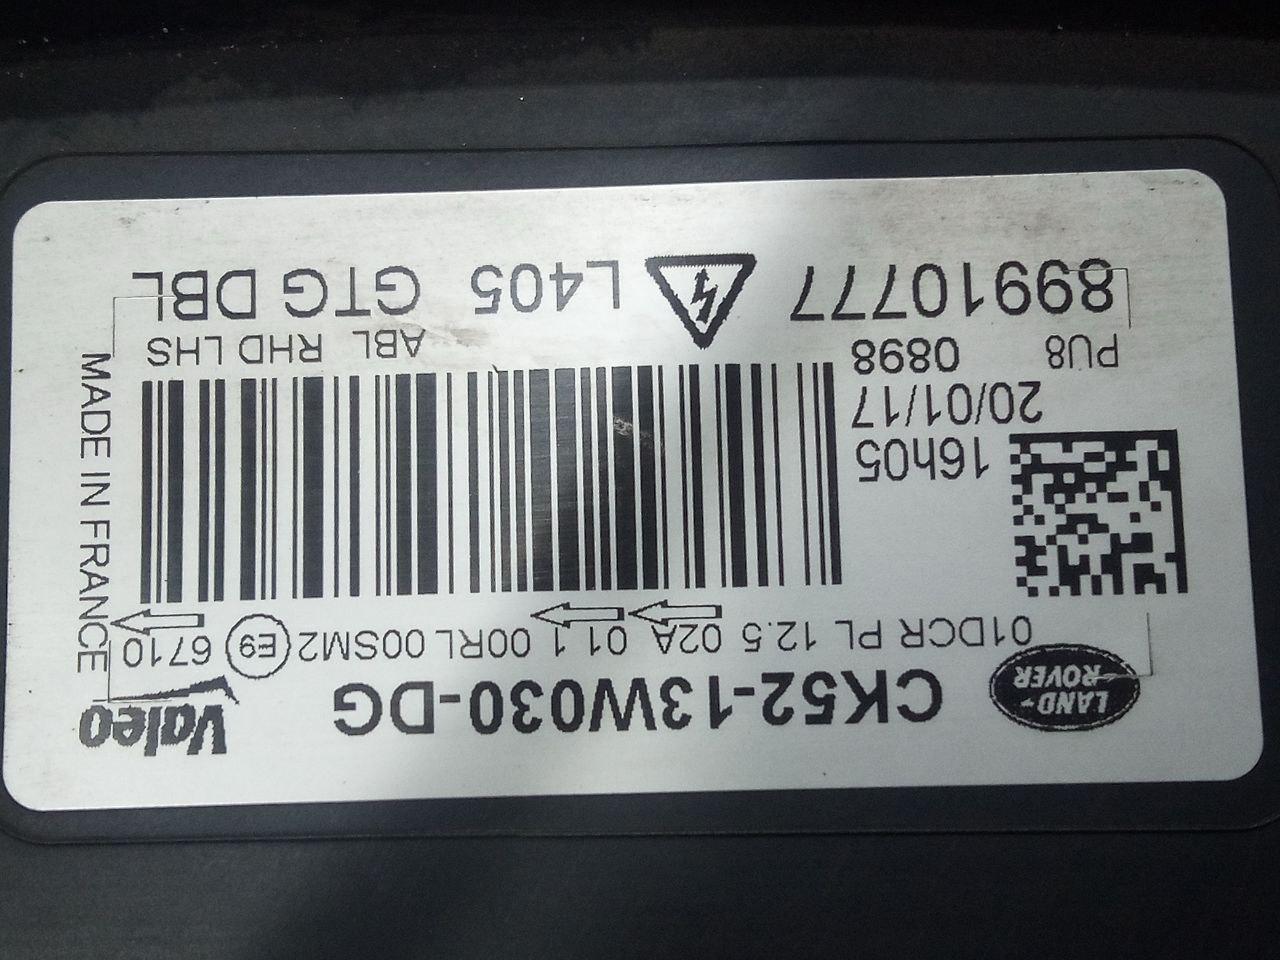 LAND-
ROVER
CK52-13W030-DG
Valeo
01DCR PL 12.5 02A 01.1 00RL 00SM2 E9 6710
16h05
20/01/17
PU8 0898
ABL RHD LHS
89910777 L405 GTG DBL
MADE IN FRANCE